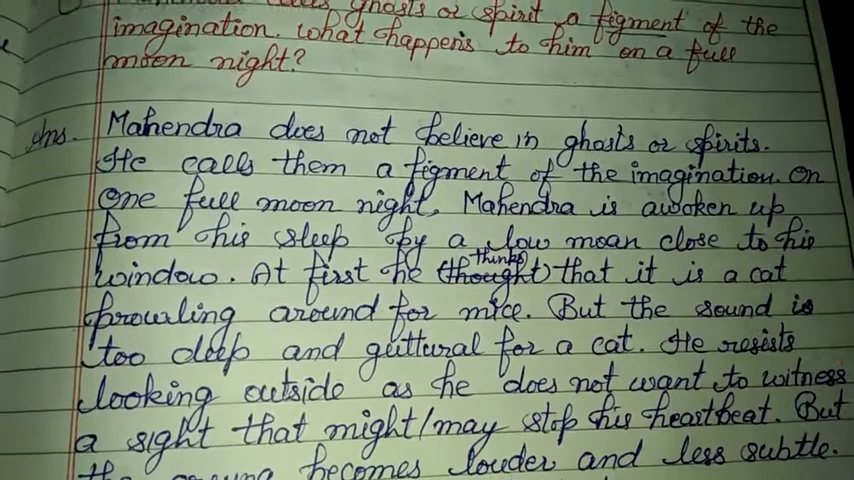 calls ghosts or spirit a figment of the
imagination. What happens to him on a full
moon night?
Ans. Mahendra does not believe in ghosts or spirits.
He calls them a figment of the imagination. On
one full moon night, Mahendra is awoken up
from his sleep by a low moan close to his
thinks
window. At first he (thought) that it is a cat
prowling around for mice. But the sound is
too deep and guttural for a cat. He resists
looking outside as he does not want to witness
a sight that might/may stop his heartbeat. But
the becomes louder and less subtle.